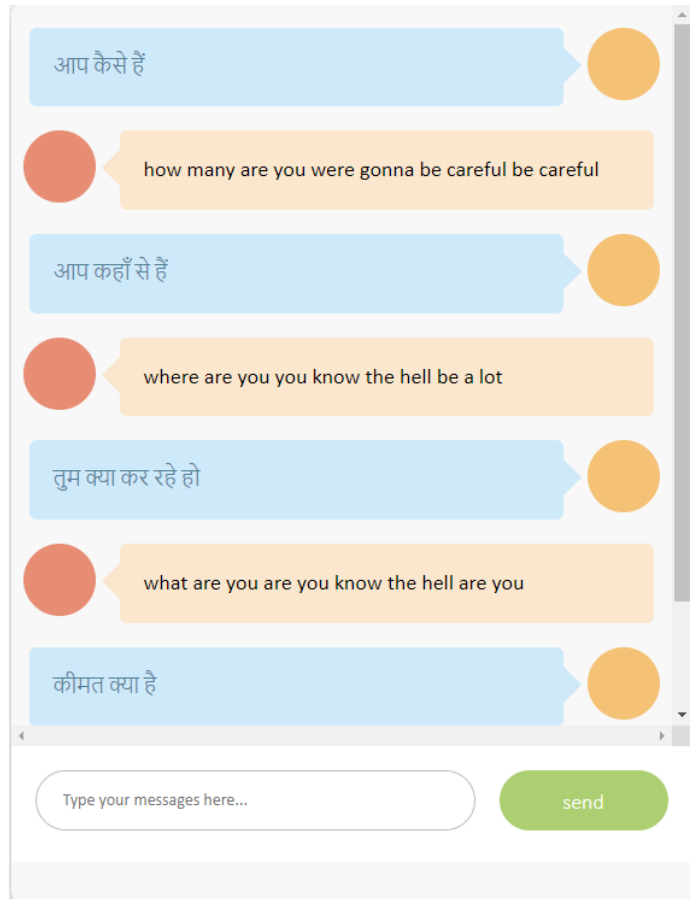 आप कैसे हैं
how many are you were gonna be careful be careful
आप कहाँ से हैं
where are you you know the hell be a lot
तुम क्या कर रहे हो
what are you are you know the hell are you
कीमत क्या है
Type your messages here...
send